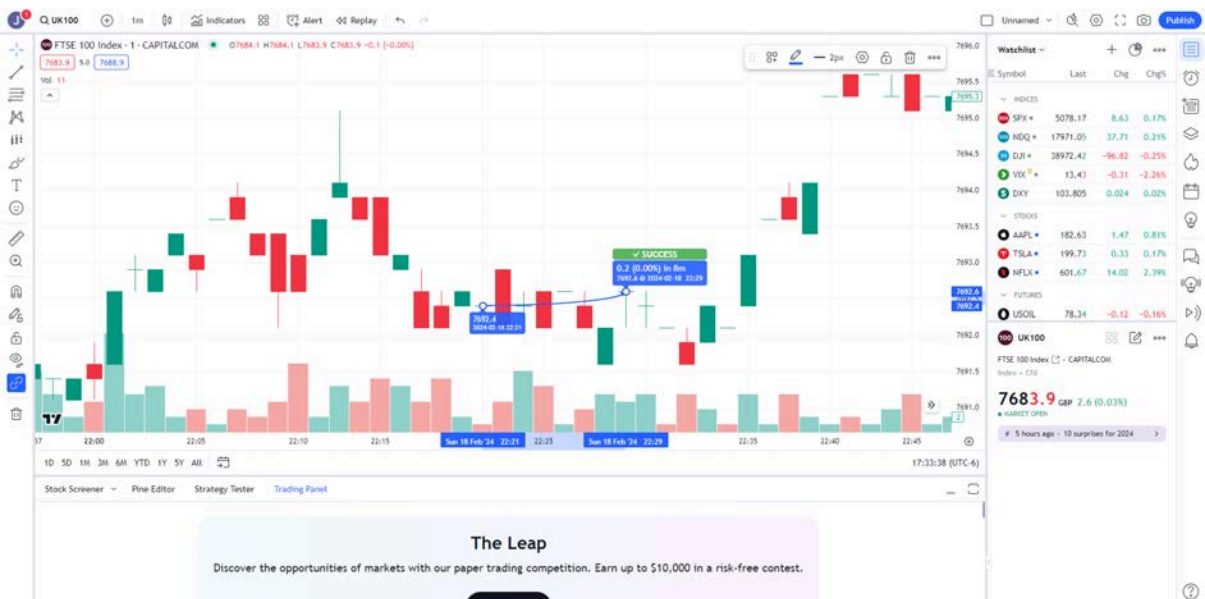 J
UK100
1m
Indicators
Alert
Replay
Unnamed
Publish
FTSE 100 Index - 1 - CAPITALCOM
O7684.1 H7684.1 L7683.9 C7683.9 -0.1 (-0.00%)
7683.9 5.0 7688.9
Vol 11
2px
7696.0
7695.5
7695.3
7695.0
7694.5
7694.0
7693.5
7693.0
7692.6
7692.4
7692.0
7691.5
7691.0
2
✓ SUCCESS
0.2 (0.00%) in 8m
7692.6 @ 2024-02-18 22:29
7692.4
2024-02-18 22:21
22:00
22:05
22:10
22:15
Sun 18 Feb '24 22:21
22:25
Sun 18 Feb '24 22:29
22:35
22:40
22:45
1D 5D 1M 3M 6M YTD 1Y 5Y All
17:33:38 (UTC-6)
Stock Screener
Pine Editor
Strategy Tester
Trading Panel
The Leap
Discover the opportunities of markets with our paper trading competition. Earn up to $10,000 in a risk-free contest.
Watchlist
Symbol Last Chg Chg%
INDICES
SPX 5078.17 8.63 0.17%
NDQ 17971.05 37.71 0.21%
DJI 38972.42 -96.82 -0.25%
VIX 13.43 -0.31 -2.26%
DXY 103.805 0.024 0.02%
STOCKS
AAPL 182.63 1.47 0.81%
TSLA 199.73 0.33 0.17%
NFLX 601.67 14.02 2.39%
FUTURES
USOIL 78.34 -0.12 -0.16%
100 UK100
FTSE 100 Index - CAPITALCOM
Index - Cfd
7683.9 GBP 2.6 (0.03%)
MARKET OPEN
5 hours ago - 10 surprises for 2024